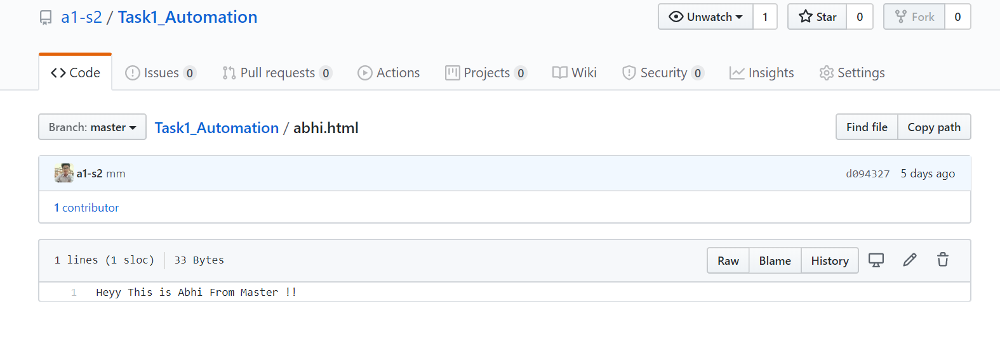 a1-s2 / Task1_Automation Unwatch 1 Star 0 Fork 0
Code Issues 0 Pull requests 0 Actions Projects 0 Wiki Security 0 Insights Settings
Branch: master Task1_Automation / abhi.html Find file Copy path
a1-s2 mm d094327 5 days ago
1 contributor
1 lines (1 sloc) 33 Bytes Raw Blame History
1 Heyy This is Abhi From Master !!